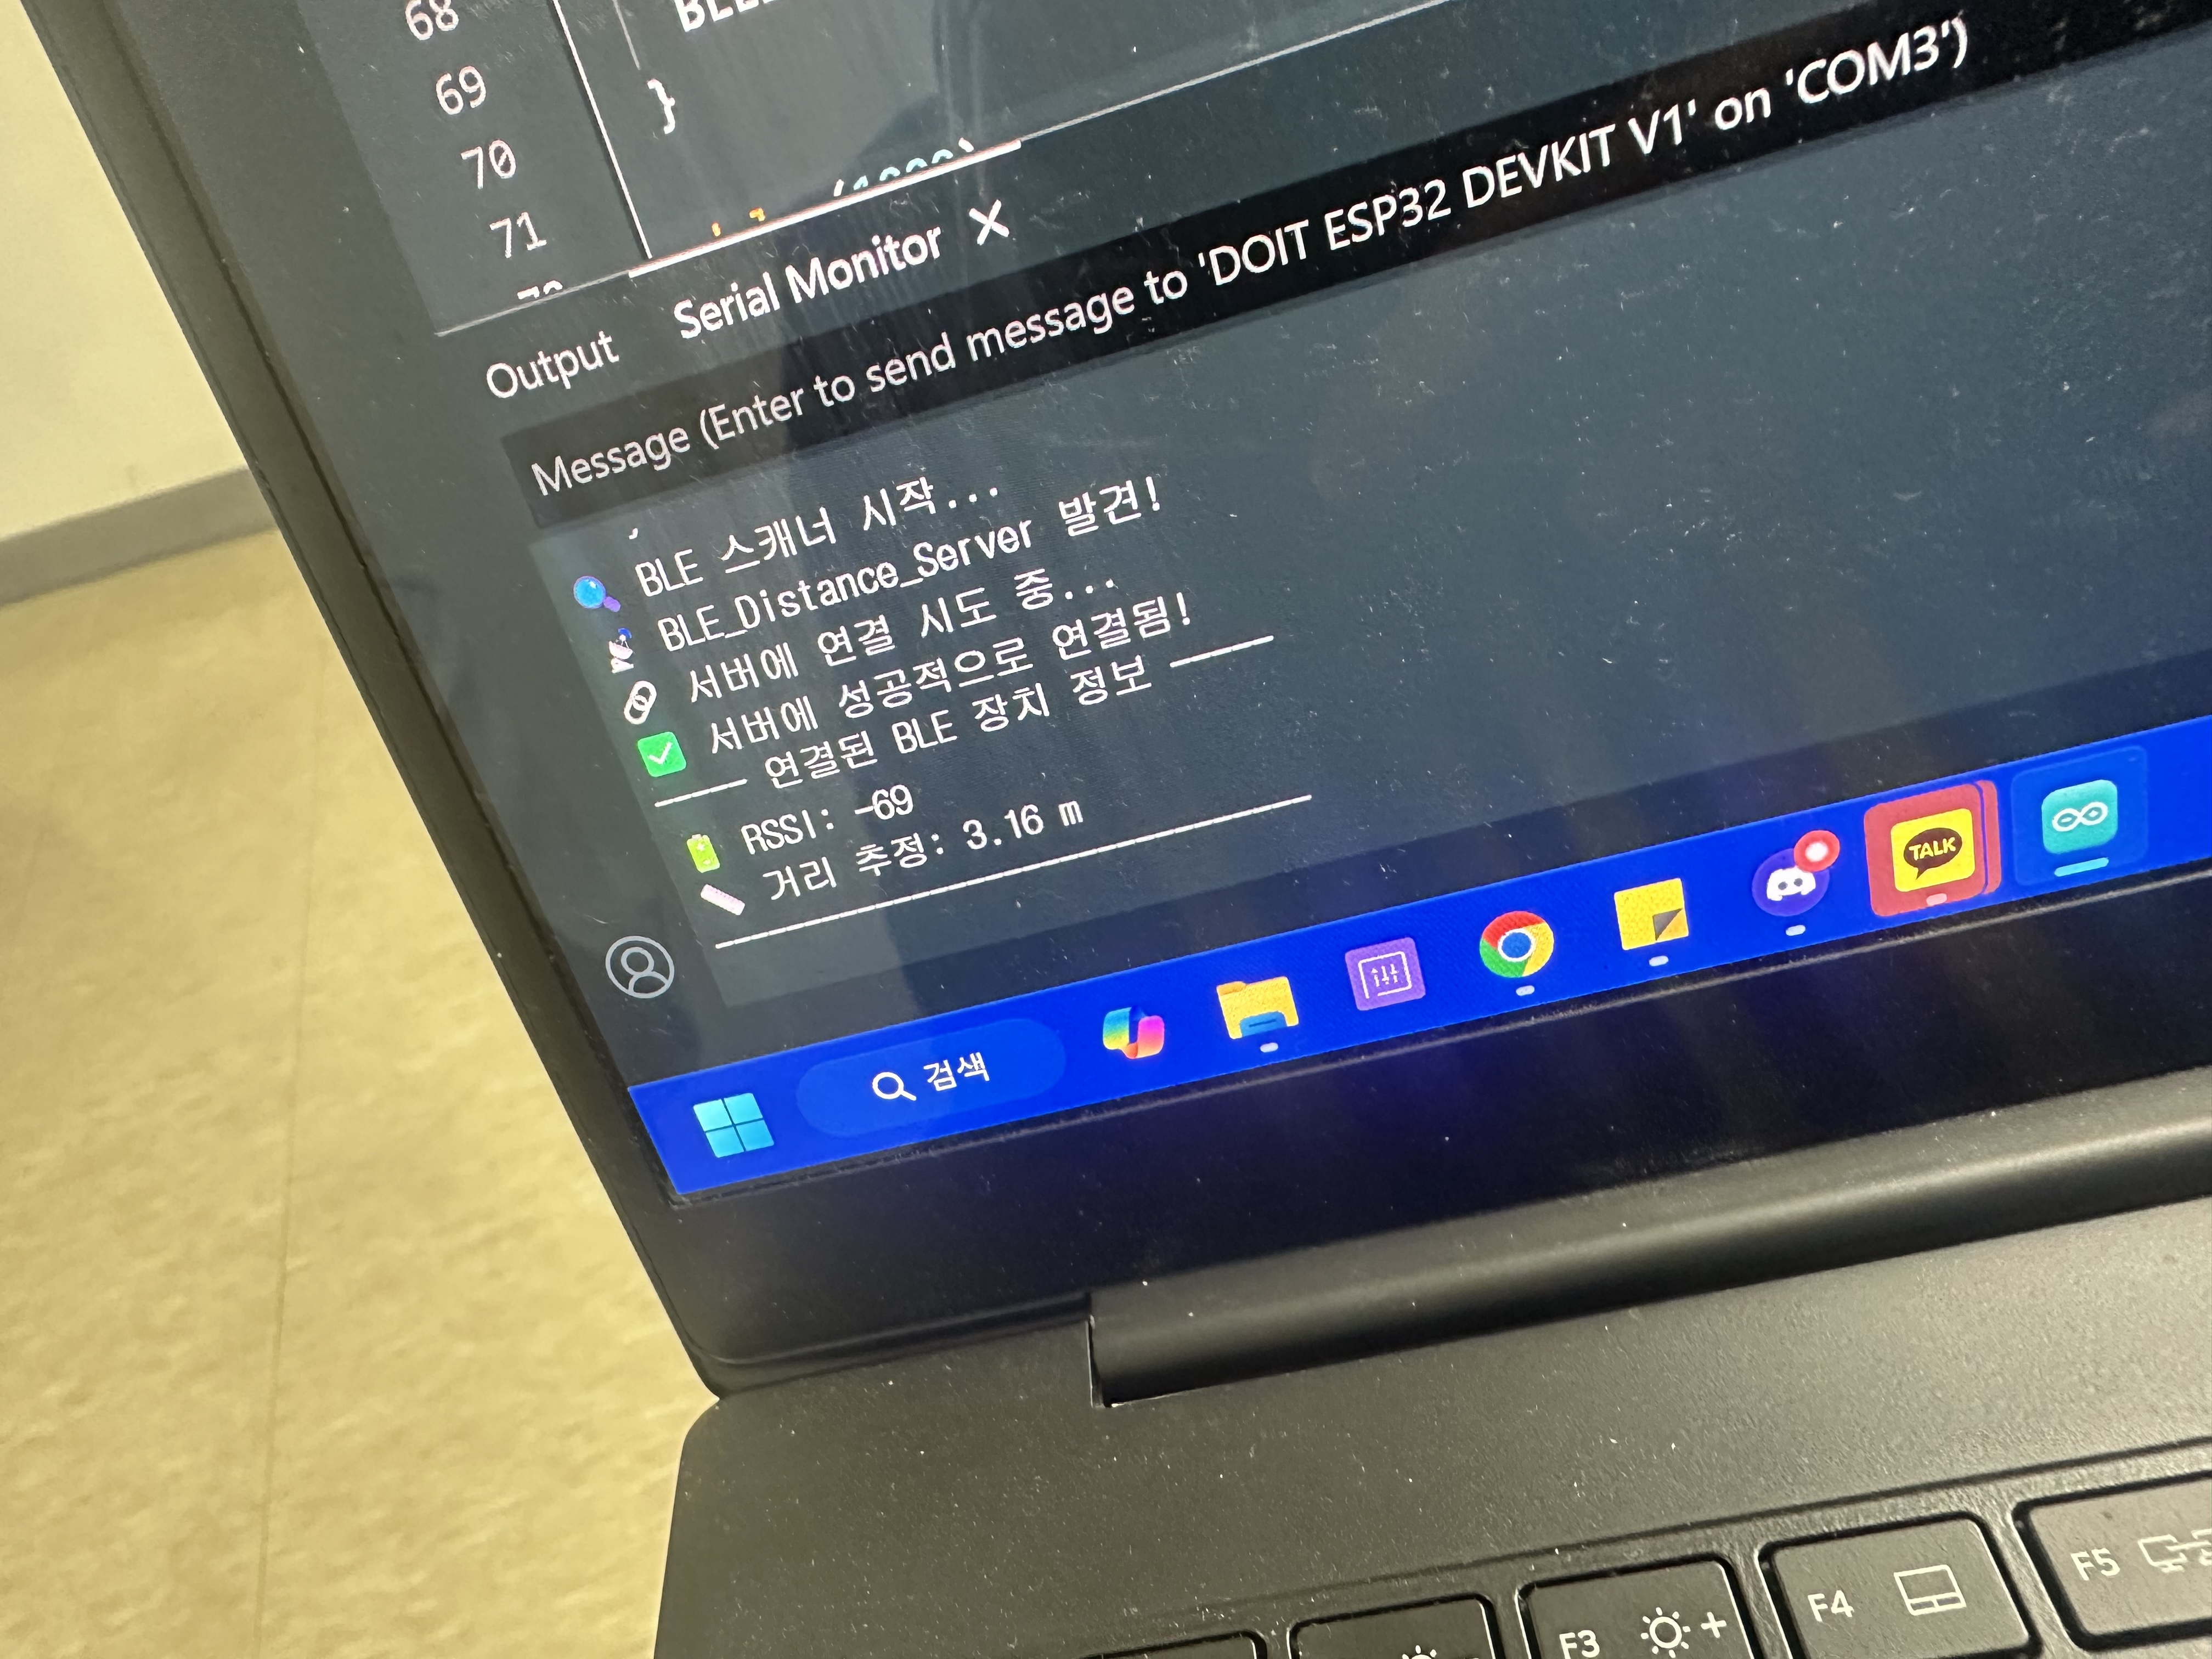 68
69
70
71
}
Output Serial Monitor ×
Message (Enter to send message to 'DOIT ESP32 DEVKIT V1' on 'COM3')
🔎 BLE 스캐너 시작...
BLE_Distance_Server 발견!
🔗 서버에 연결 시도 중...
✅ 서버에 성공적으로 연결됨!
─── 연결된 BLE 장치 정보 ───
🔋 RSSI: -69
📏 거리 추정: 3.16 m
검색
TALK
F3
F4
F5